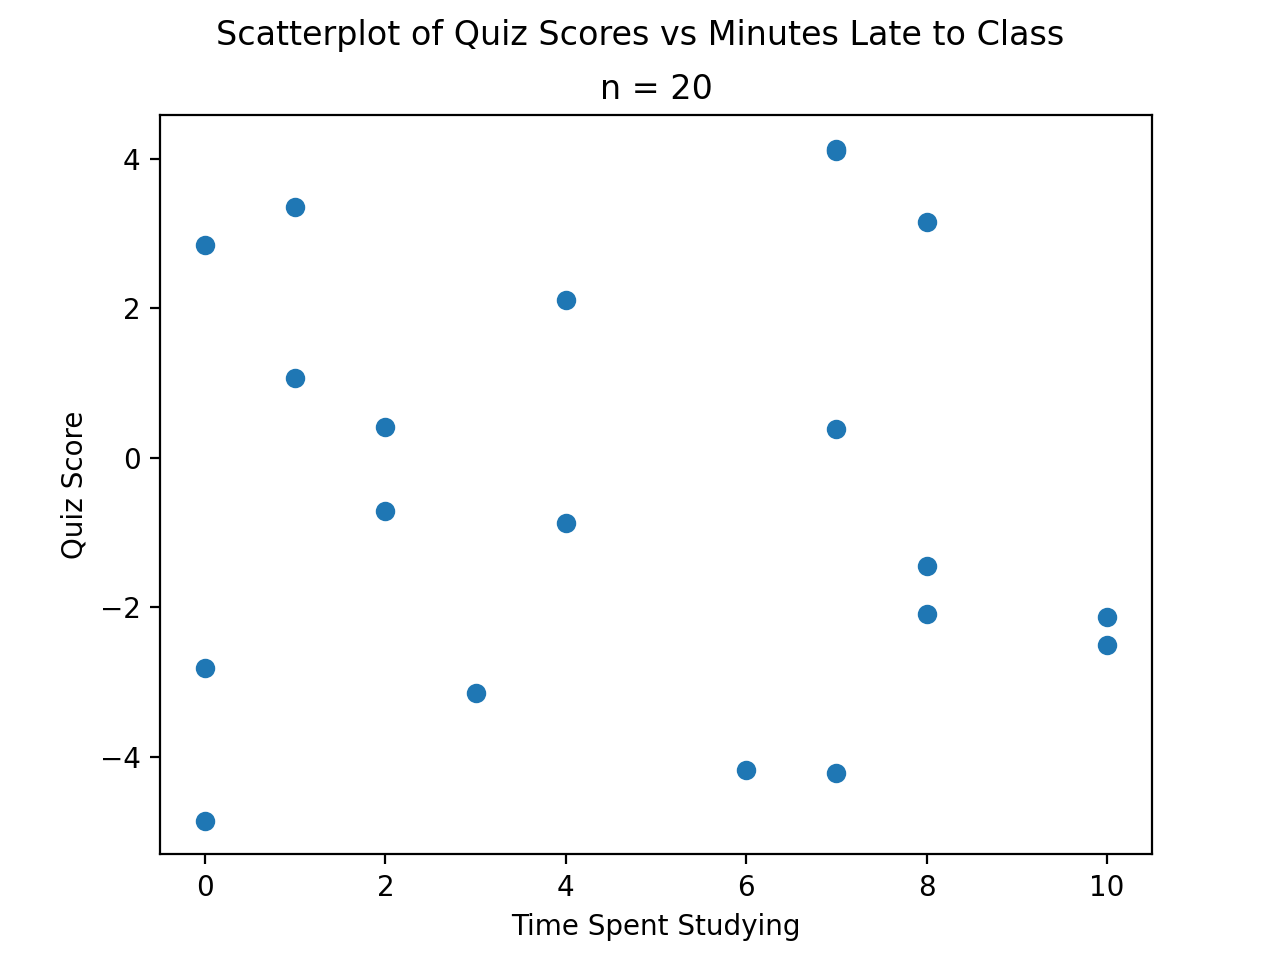 Scatterplot of Quiz Scores vs Minutes Late to Class
n = 20
4
2
0
−2
−4
Quiz Score
0 2 4 6 8 10
Time Spent Studying